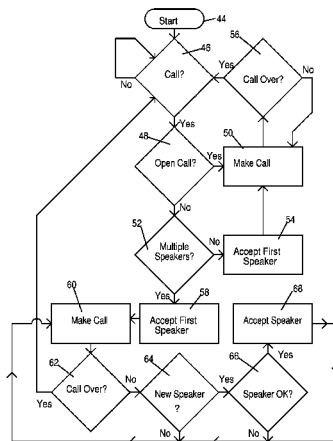 Start
44
46
56
Call?
Yes
Call Over?
No
No
Yes
48
50
Open Call?
Yes
Make Call
No
52
54
Multiple
Speakers?
No
Accept First
Speaker
Yes
60
58
68
Make Call
Accept First
Speaker
Accept Speaker
62
64
66
Yes
Call Over?
No
New Speaker
?
Yes
Speaker OK?
Yes
No
No